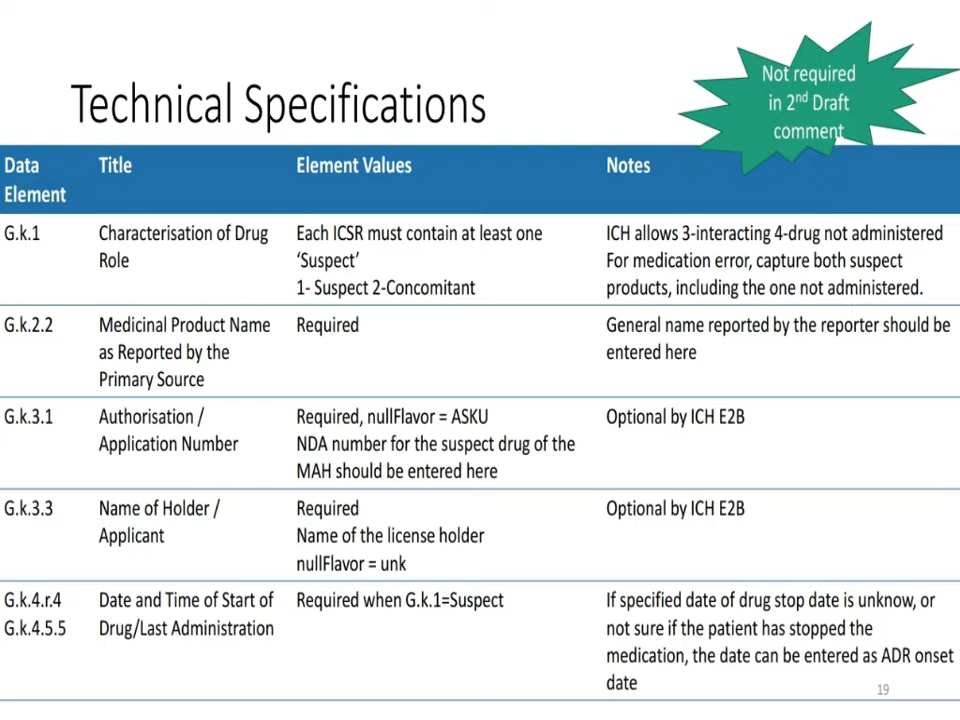 Not required
in 2nd Draft
comment
Technical Specifications
Data Element Title Element Values Notes
G.k.1 Characterisation of Drug Role
Each ICSR must contain at least one
‘Suspect’
1- Suspect 2-Concomitant
ICH allows 3-interacting 4-drug not administered
For medication error, capture both suspect
products, including the one not administered.
G.k.2.2
Medicinal Product Name
as Reported by the
Primary Source
Required
General name reported by the reporter should be
entered here
G.k.3.1
Authorisation /
Application Number
Required, nullFlavor = ASKU
NDA number for the suspect drug of the
MAH should be entered here
Optional by ICH E2B
G.k.3.3
Name of Holder /
Applicant
Required
Name of the license holder
nullFlavor = unk
Optional by ICH E2B
G.k.4.r.4
G.k.4.5.5
Date and Time of Start of
Drug/Last Administration
Required when G.k.1=Suspect
If specified date of drug stop date is unknow, or
not sure if the patient has stopped the
medication, the date can be entered as ADR onset
date
19